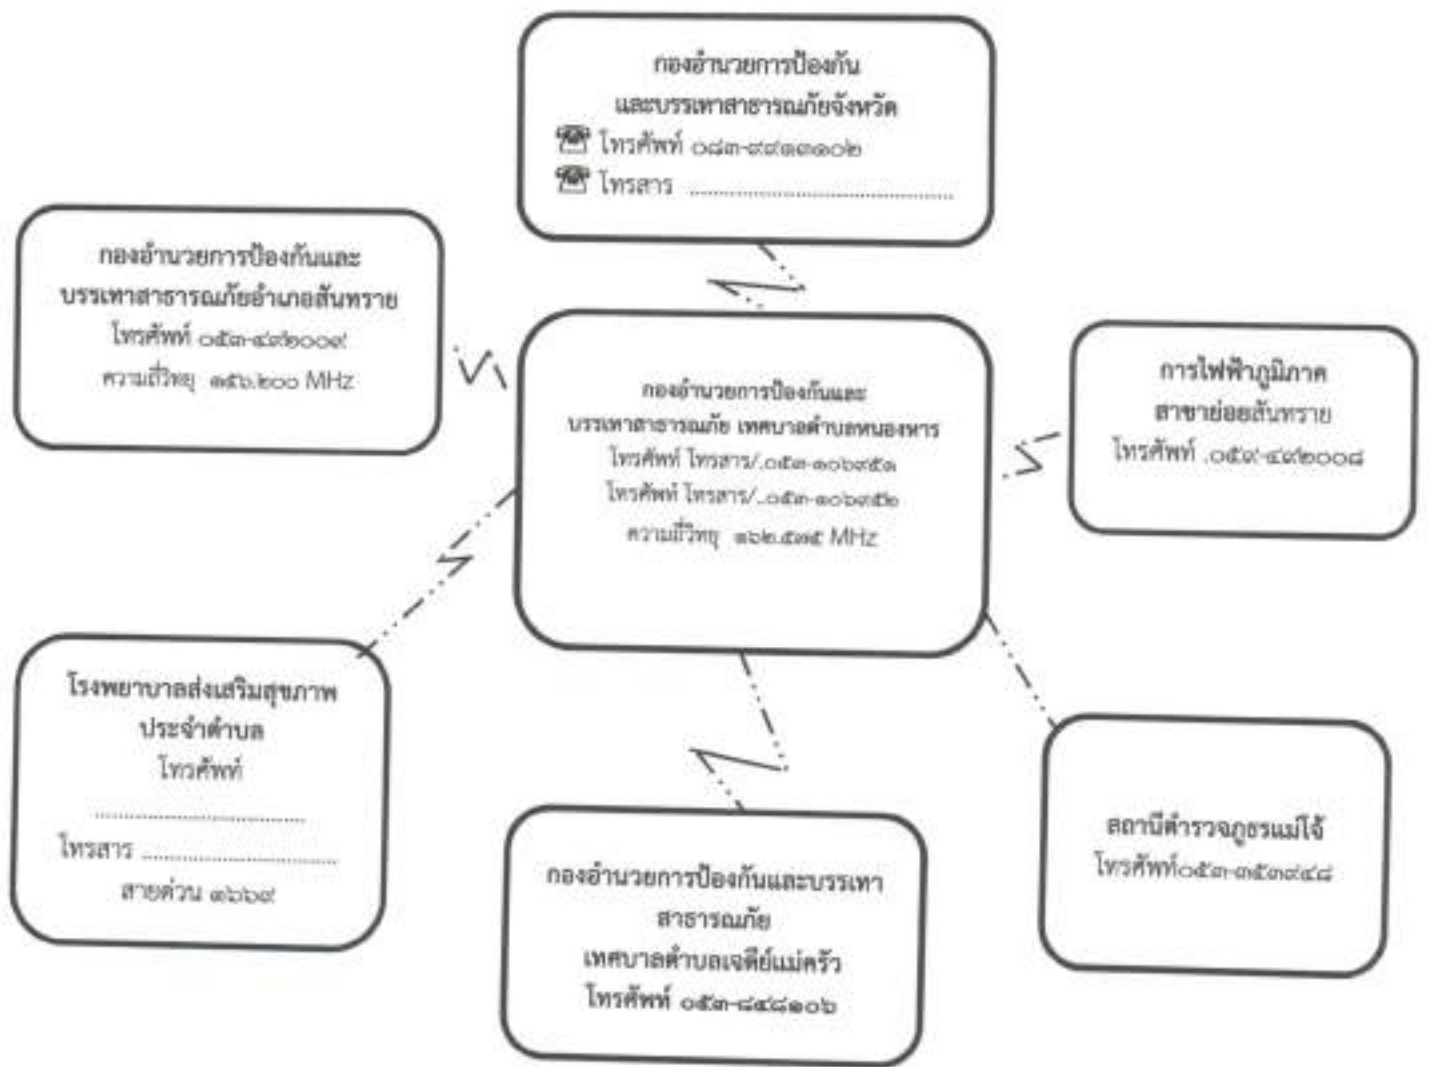 กองอำนวยการป้องกัน
และบรรเทาสาธารณภัยจังหวัด
โทรศัพท์ ๐๘๓-๙๙๑๓๑๐๒
โทรสาร ......................................................
กองอำนวยการป้องกันและ
บรรเทาสาธารณภัยอำเภอสันทราย
โทรศัพท์ ๐๕๓-๔๙๒๐๐๙
ความถี่วิทยุ ๑๕๖.๒๐๐ MHz
กองอำนวยการป้องกันและ
บรรเทาสาธารณภัย เทศบาลตำบลหนองหาร
โทรศัพท์ โทรสาร/.๐๕๓-๑๐๖๙๕๑
โทรศัพท์ โทรสาร/..๐๕๓-๑๐๖๙๕๒
ความถี่วิทยุ ๑๖๒.๕๗๕ MHz
การไฟฟ้าภูมิภาค
สาขาย่อยสันทราย
โทรศัพท์ .๐๕๙-๔๙๒๐๐๘
โรงพยาบาลส่งเสริมสุขภาพ
ประจำตำบล
โทรศัพท์
...........................................
โทรสาร ........................................
สายด่วน ๑๖๖๙
กองอำนวยการป้องกันและบรรเทา
สาธารณภัย
เทศบาลตำบลเจดีย์แม่ครัว
โทรศัพท์ ๐๕๓-๘๔๘๑๐๖
สถานีตำรวจภูธรแม่โจ้
โทรศัพท์๐๕๓-๓๕๓๙๔๘